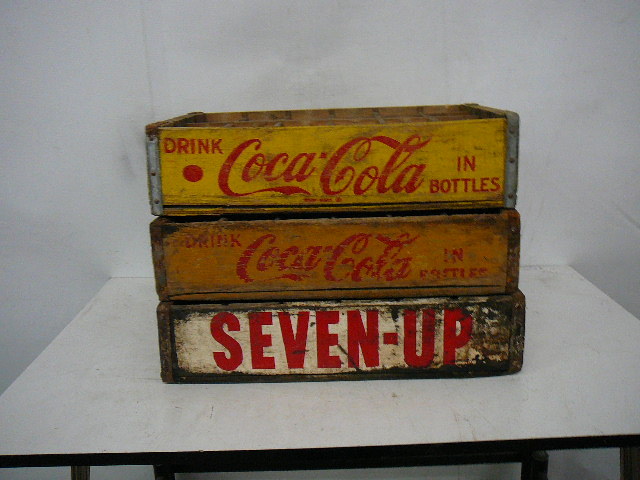 DRINK Coca-Cola IN
BOTTLES
DRINK Coca-Cola IN
BOTTLES
SEVEN-UP